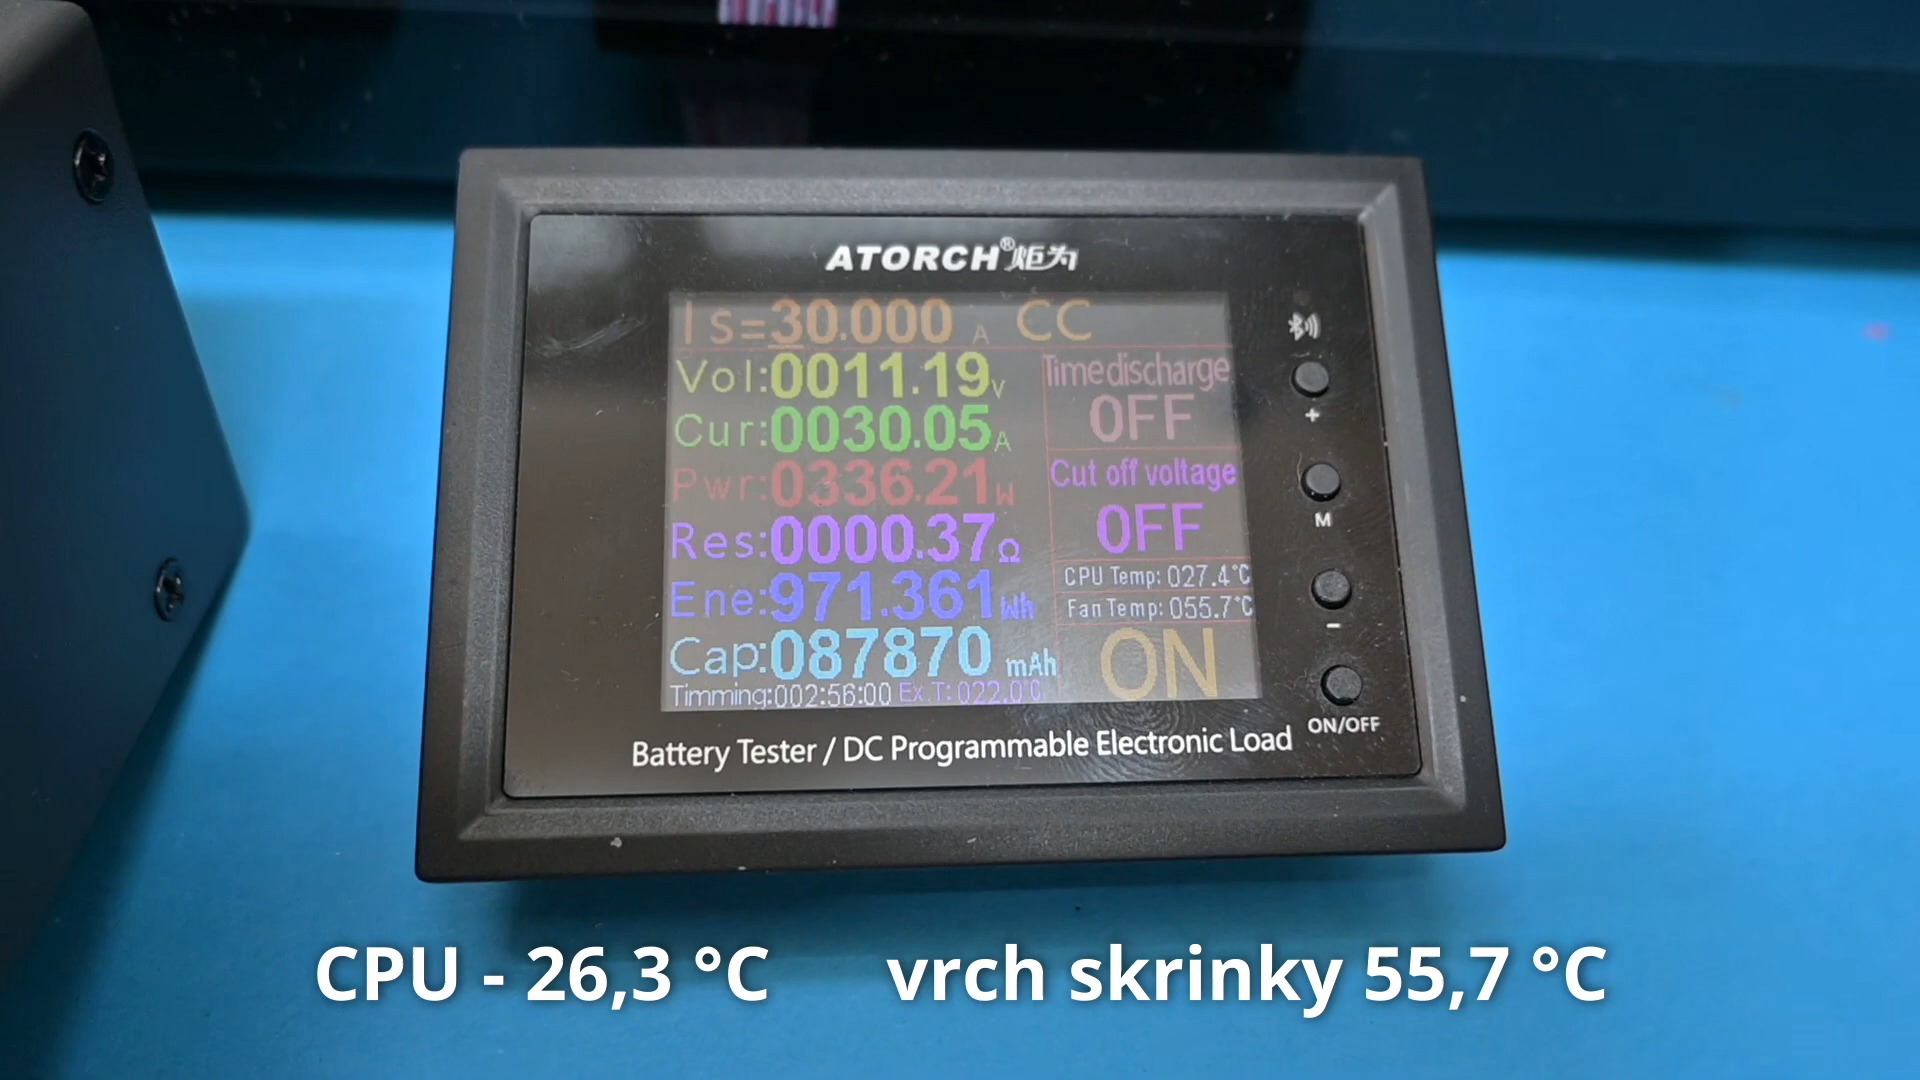 ATORCH®炬为
Is=30.000 A CC
Vol:0011.19V
Timedischarge
OFF
Cur:0030.05A
Pwr:0336.21W
Cut off voltage
OFF
Res:0000.37Ω
CPU Temp: 027.4°C
Ene:971.361Wh
Fan Temp: 055.7°C
Cap:087870 mAh
ON
Timming:002:56:00 Ex.T: 022.0°C
+
M
−
ON/OFF
Battery Tester / DC Programmable Electronic Load
CPU - 26,3 °C vrch skrinky 55,7 °C